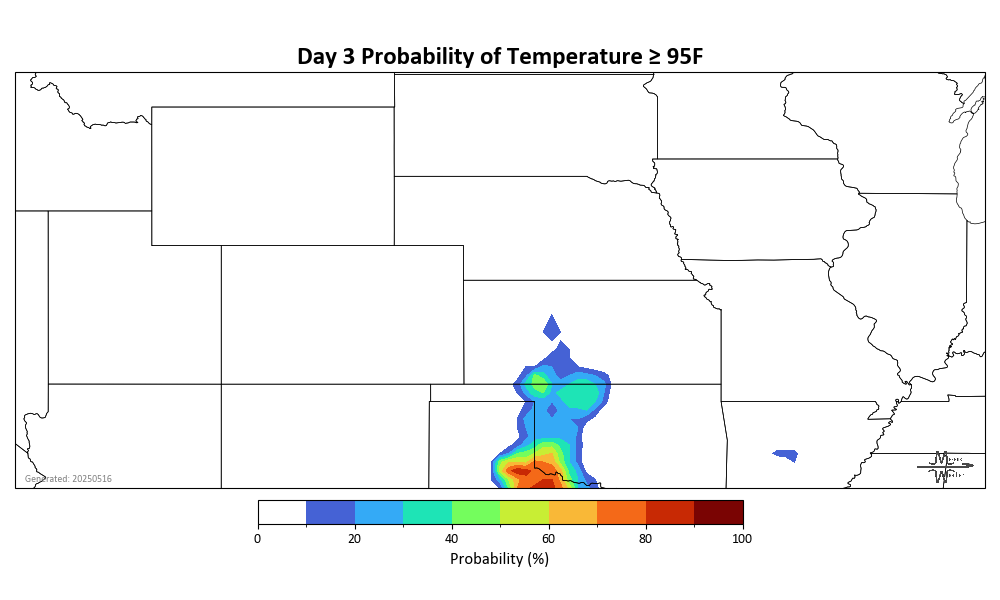 Day 3 Probability of Temperature ≥ 95F
Generated: 20250516
0 20 40 60 80 100
Probability (%)